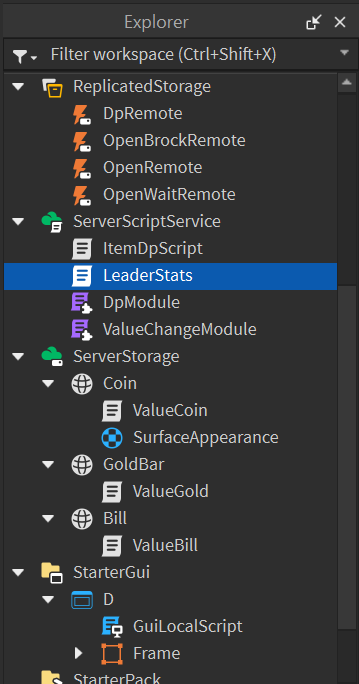 Explorer
Filter workspace (Ctrl+Shift+X)
ReplicatedStorage
DpRemote
OpenBrockRemote
OpenRemote
OpenWaitRemote
ServerScriptService
ItemDpScript
LeaderStats
DpModule
ValueChangeModule
ServerStorage
Coin
ValueCoin
SurfaceAppearance
GoldBar
ValueGold
Bill
ValueBill
StarterGui
D
GuiLocalScript
Frame
StarterPack